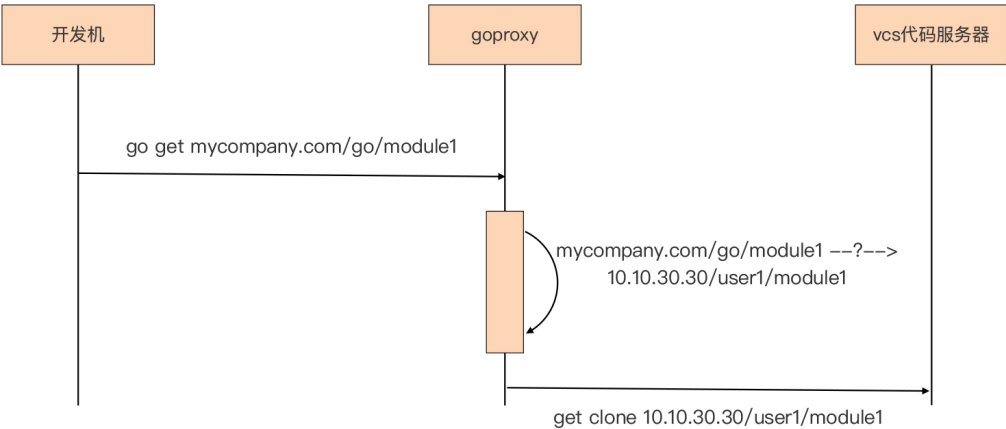 开发机
goproxy
vcs代码服务器
go get mycompany.com/go/module1
mycompany.com/go/module1 --?-->
10.10.30.30/user1/module1
get clone 10.10.30.30/user1/module1